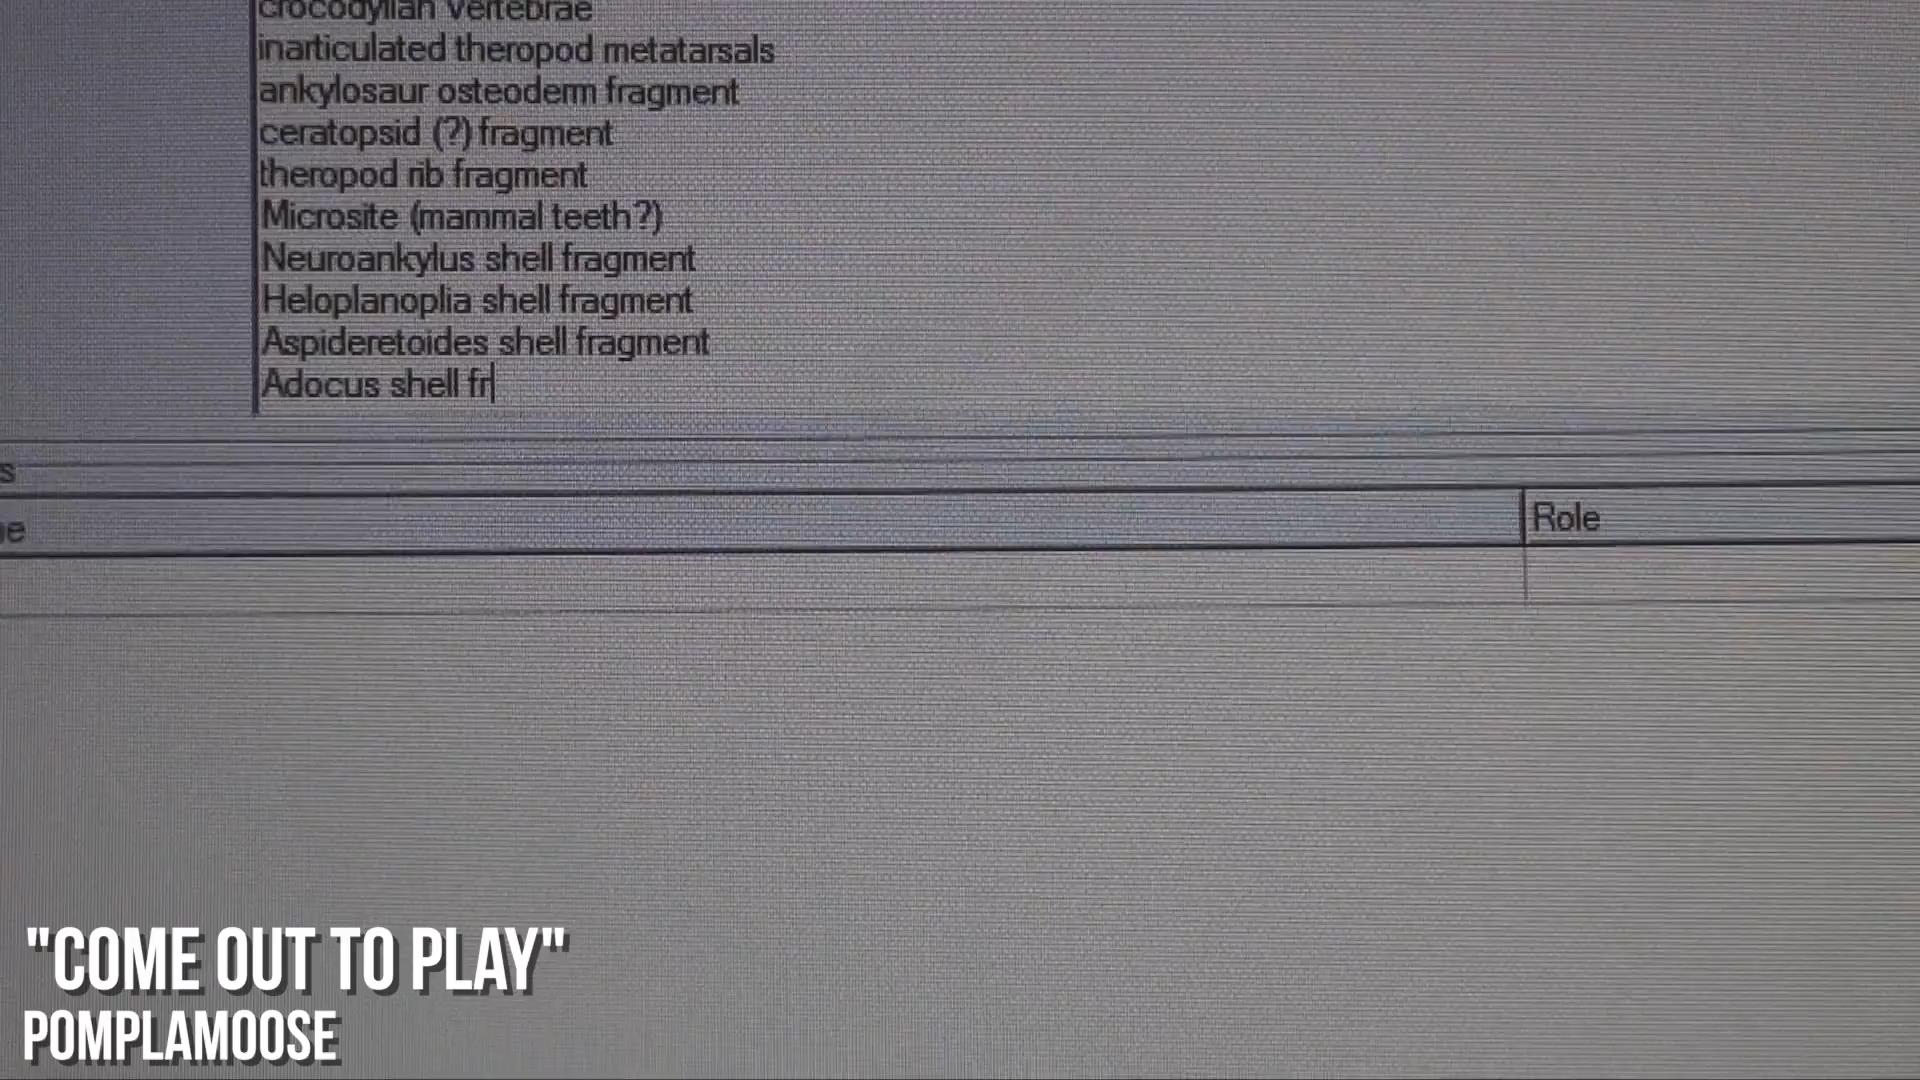 crocodylian vertebrae
inarticulated theropod metatarsals
ankylosaur osteoderm fragment
ceratopsid (?) fragment
theropod rib fragment
Microsite (mammal teeth?)
Neuroankylus shell fragment
Heloplanoplia shell fragment
Aspideretoides shell fragment
Adocus shell fr
s
e
Role
"COME OUT TO PLAY"
POMPLAMOOSE